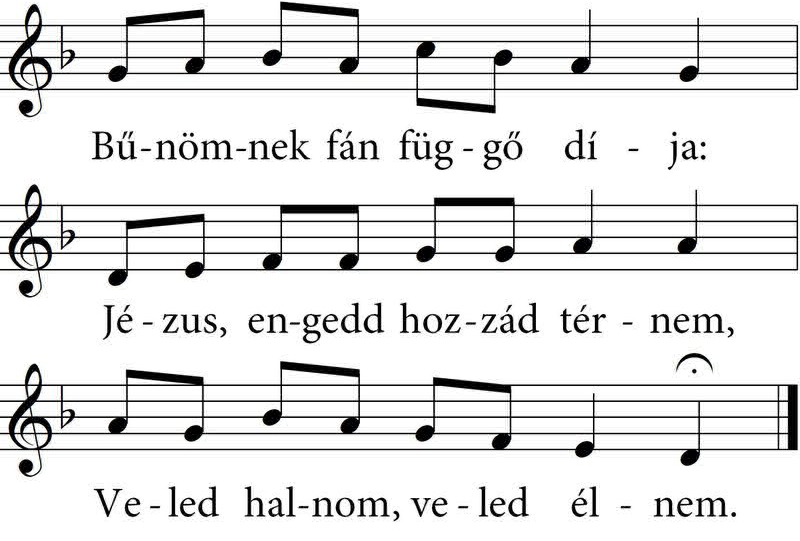 Bű-nöm-nek fán füg - gő dí - ja:
Jé - zus, en-gedd hoz-zád tér - nem,
Ve - led hal-nom, ve - led él - nem.